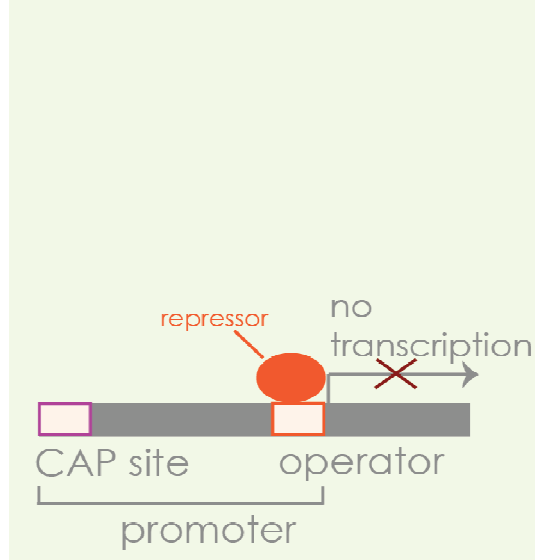 no
transcription
repressor
CAP site
operator
promoter